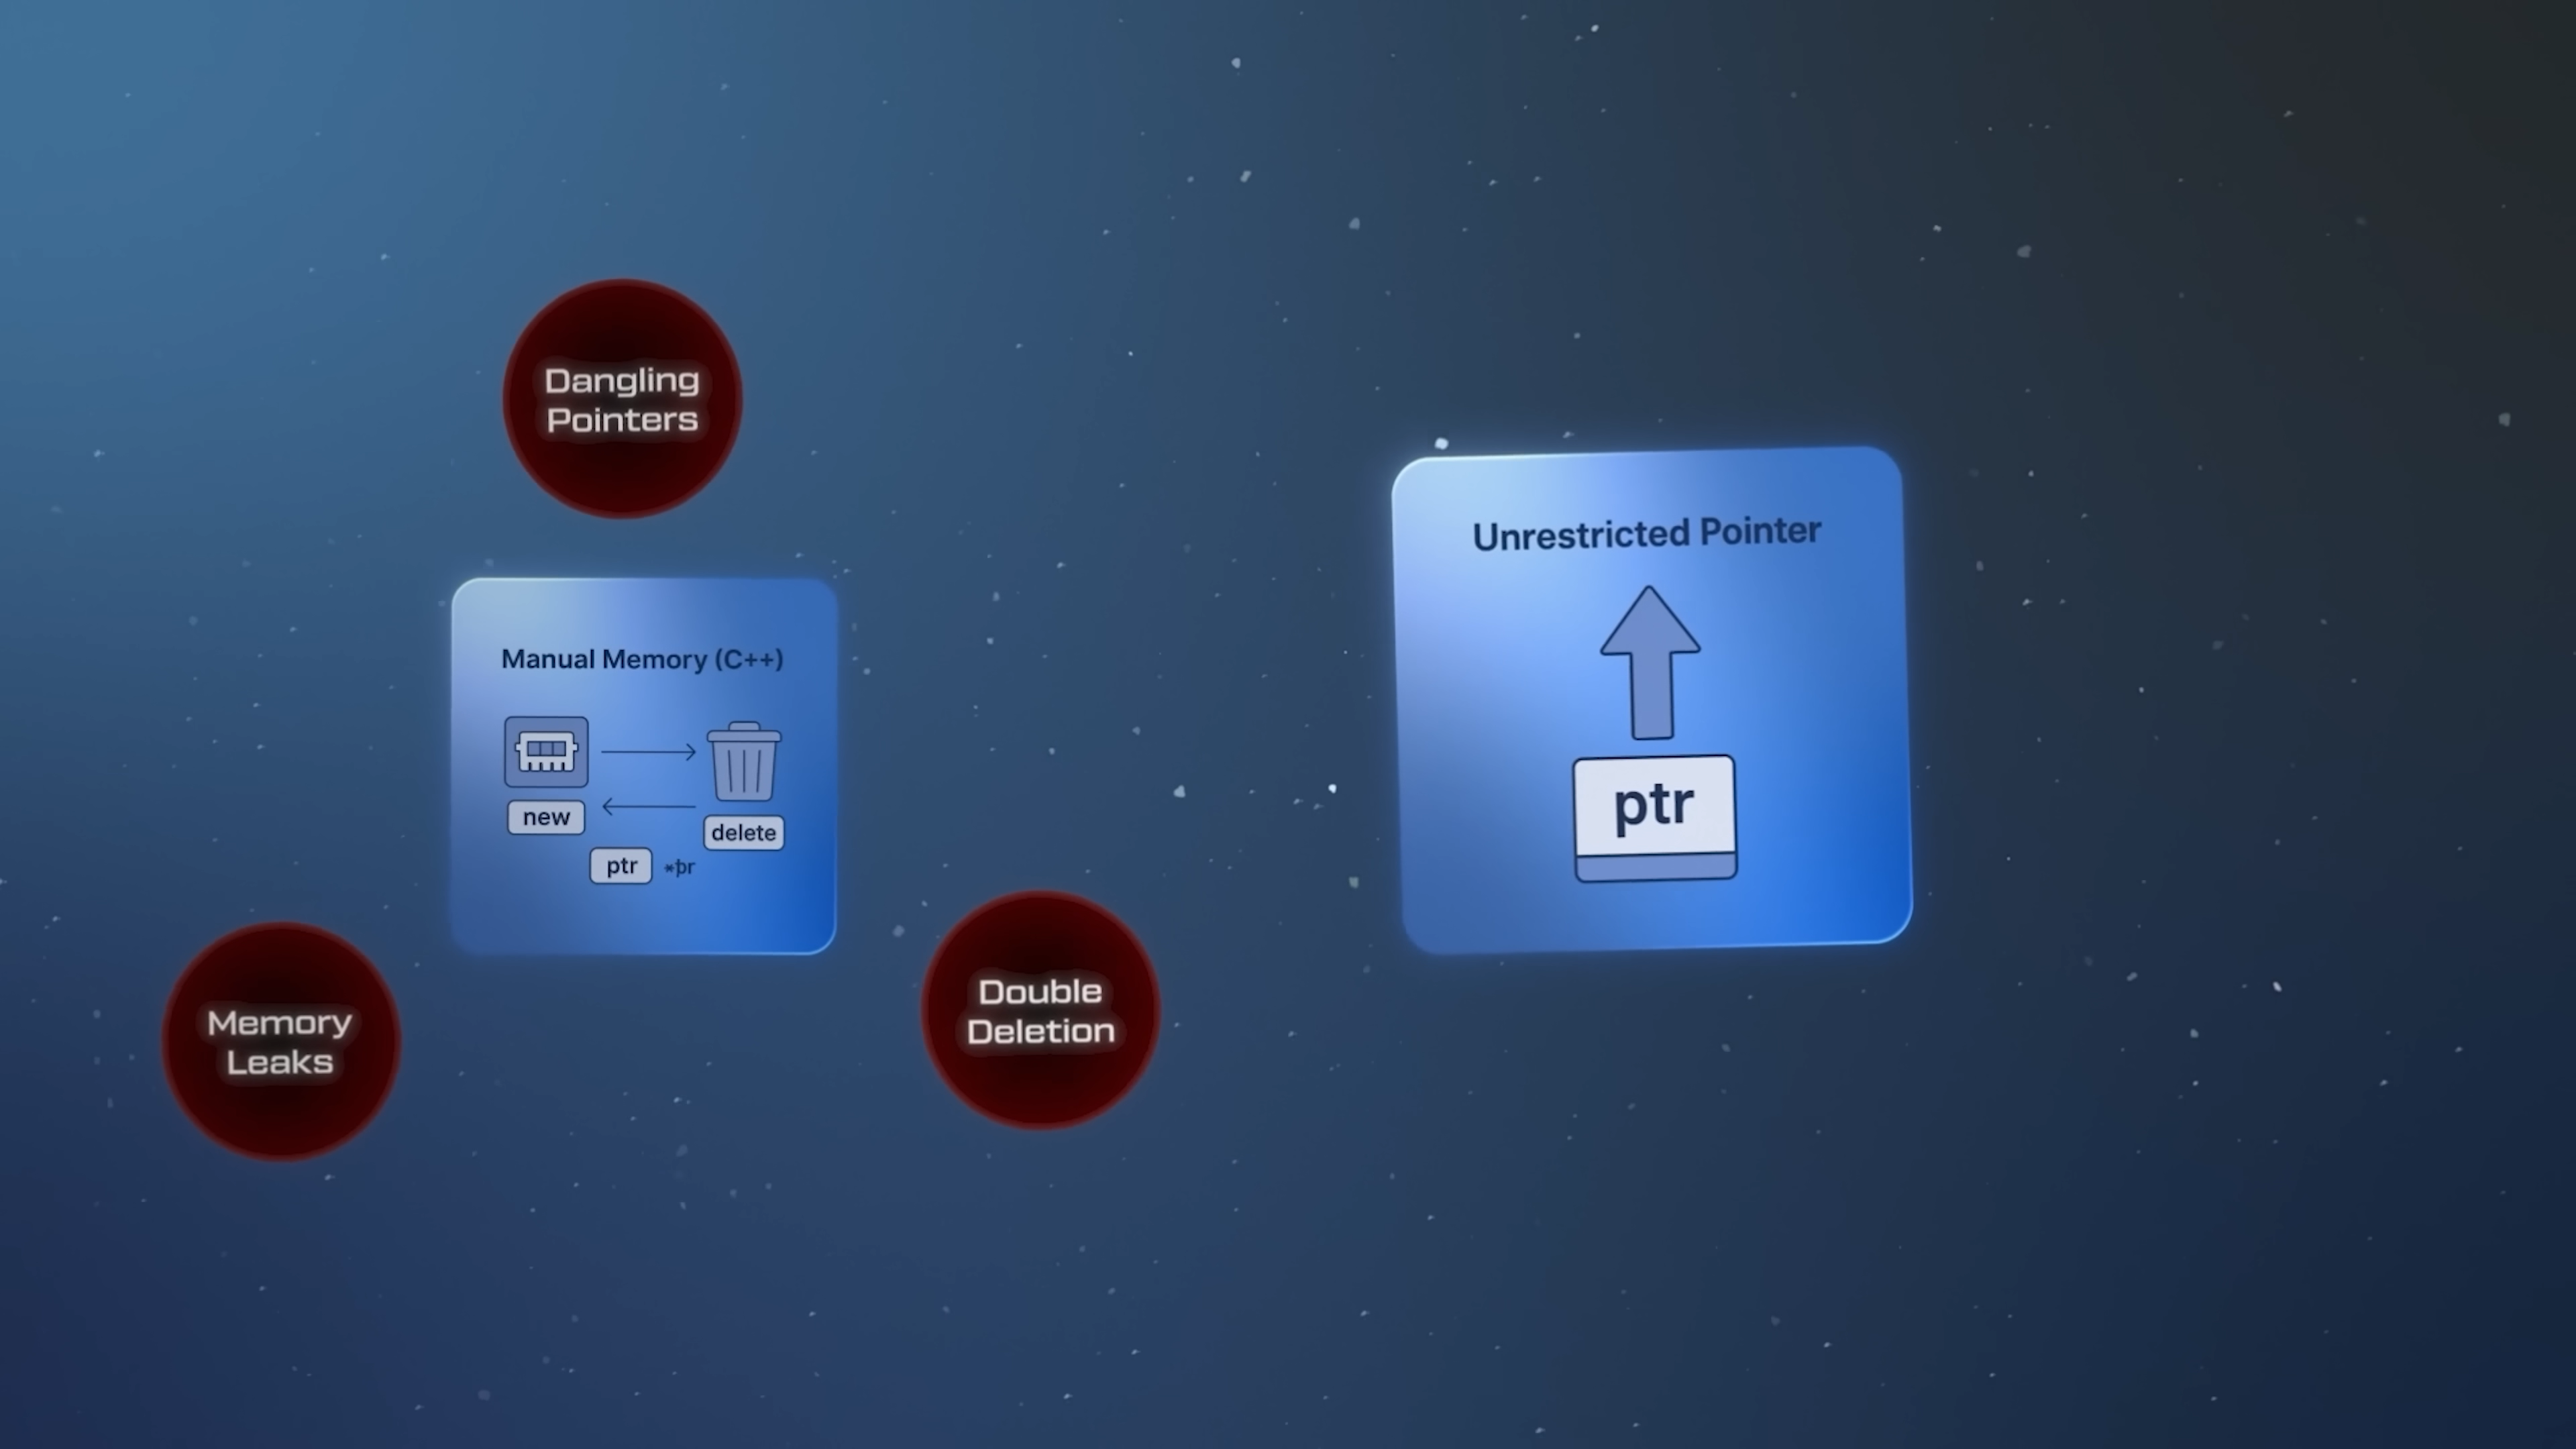 Dangling
Pointers
Manual Memory (C++)
new
delete
ptr
Memory
Leaks
Double
Deletion
Unrestricted Pointer
ptr